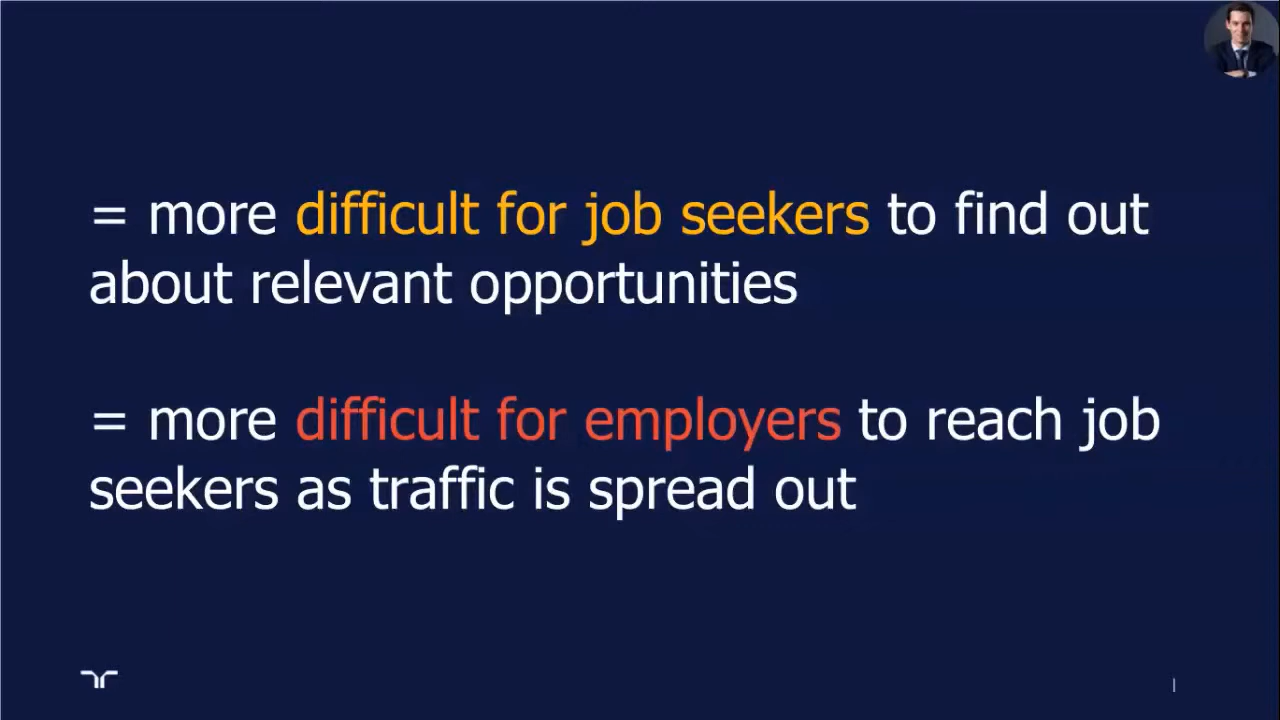 = more difficult for job seekers to find out
about relevant opportunities
= more difficult for employers to reach job
seekers as traffic is spread out